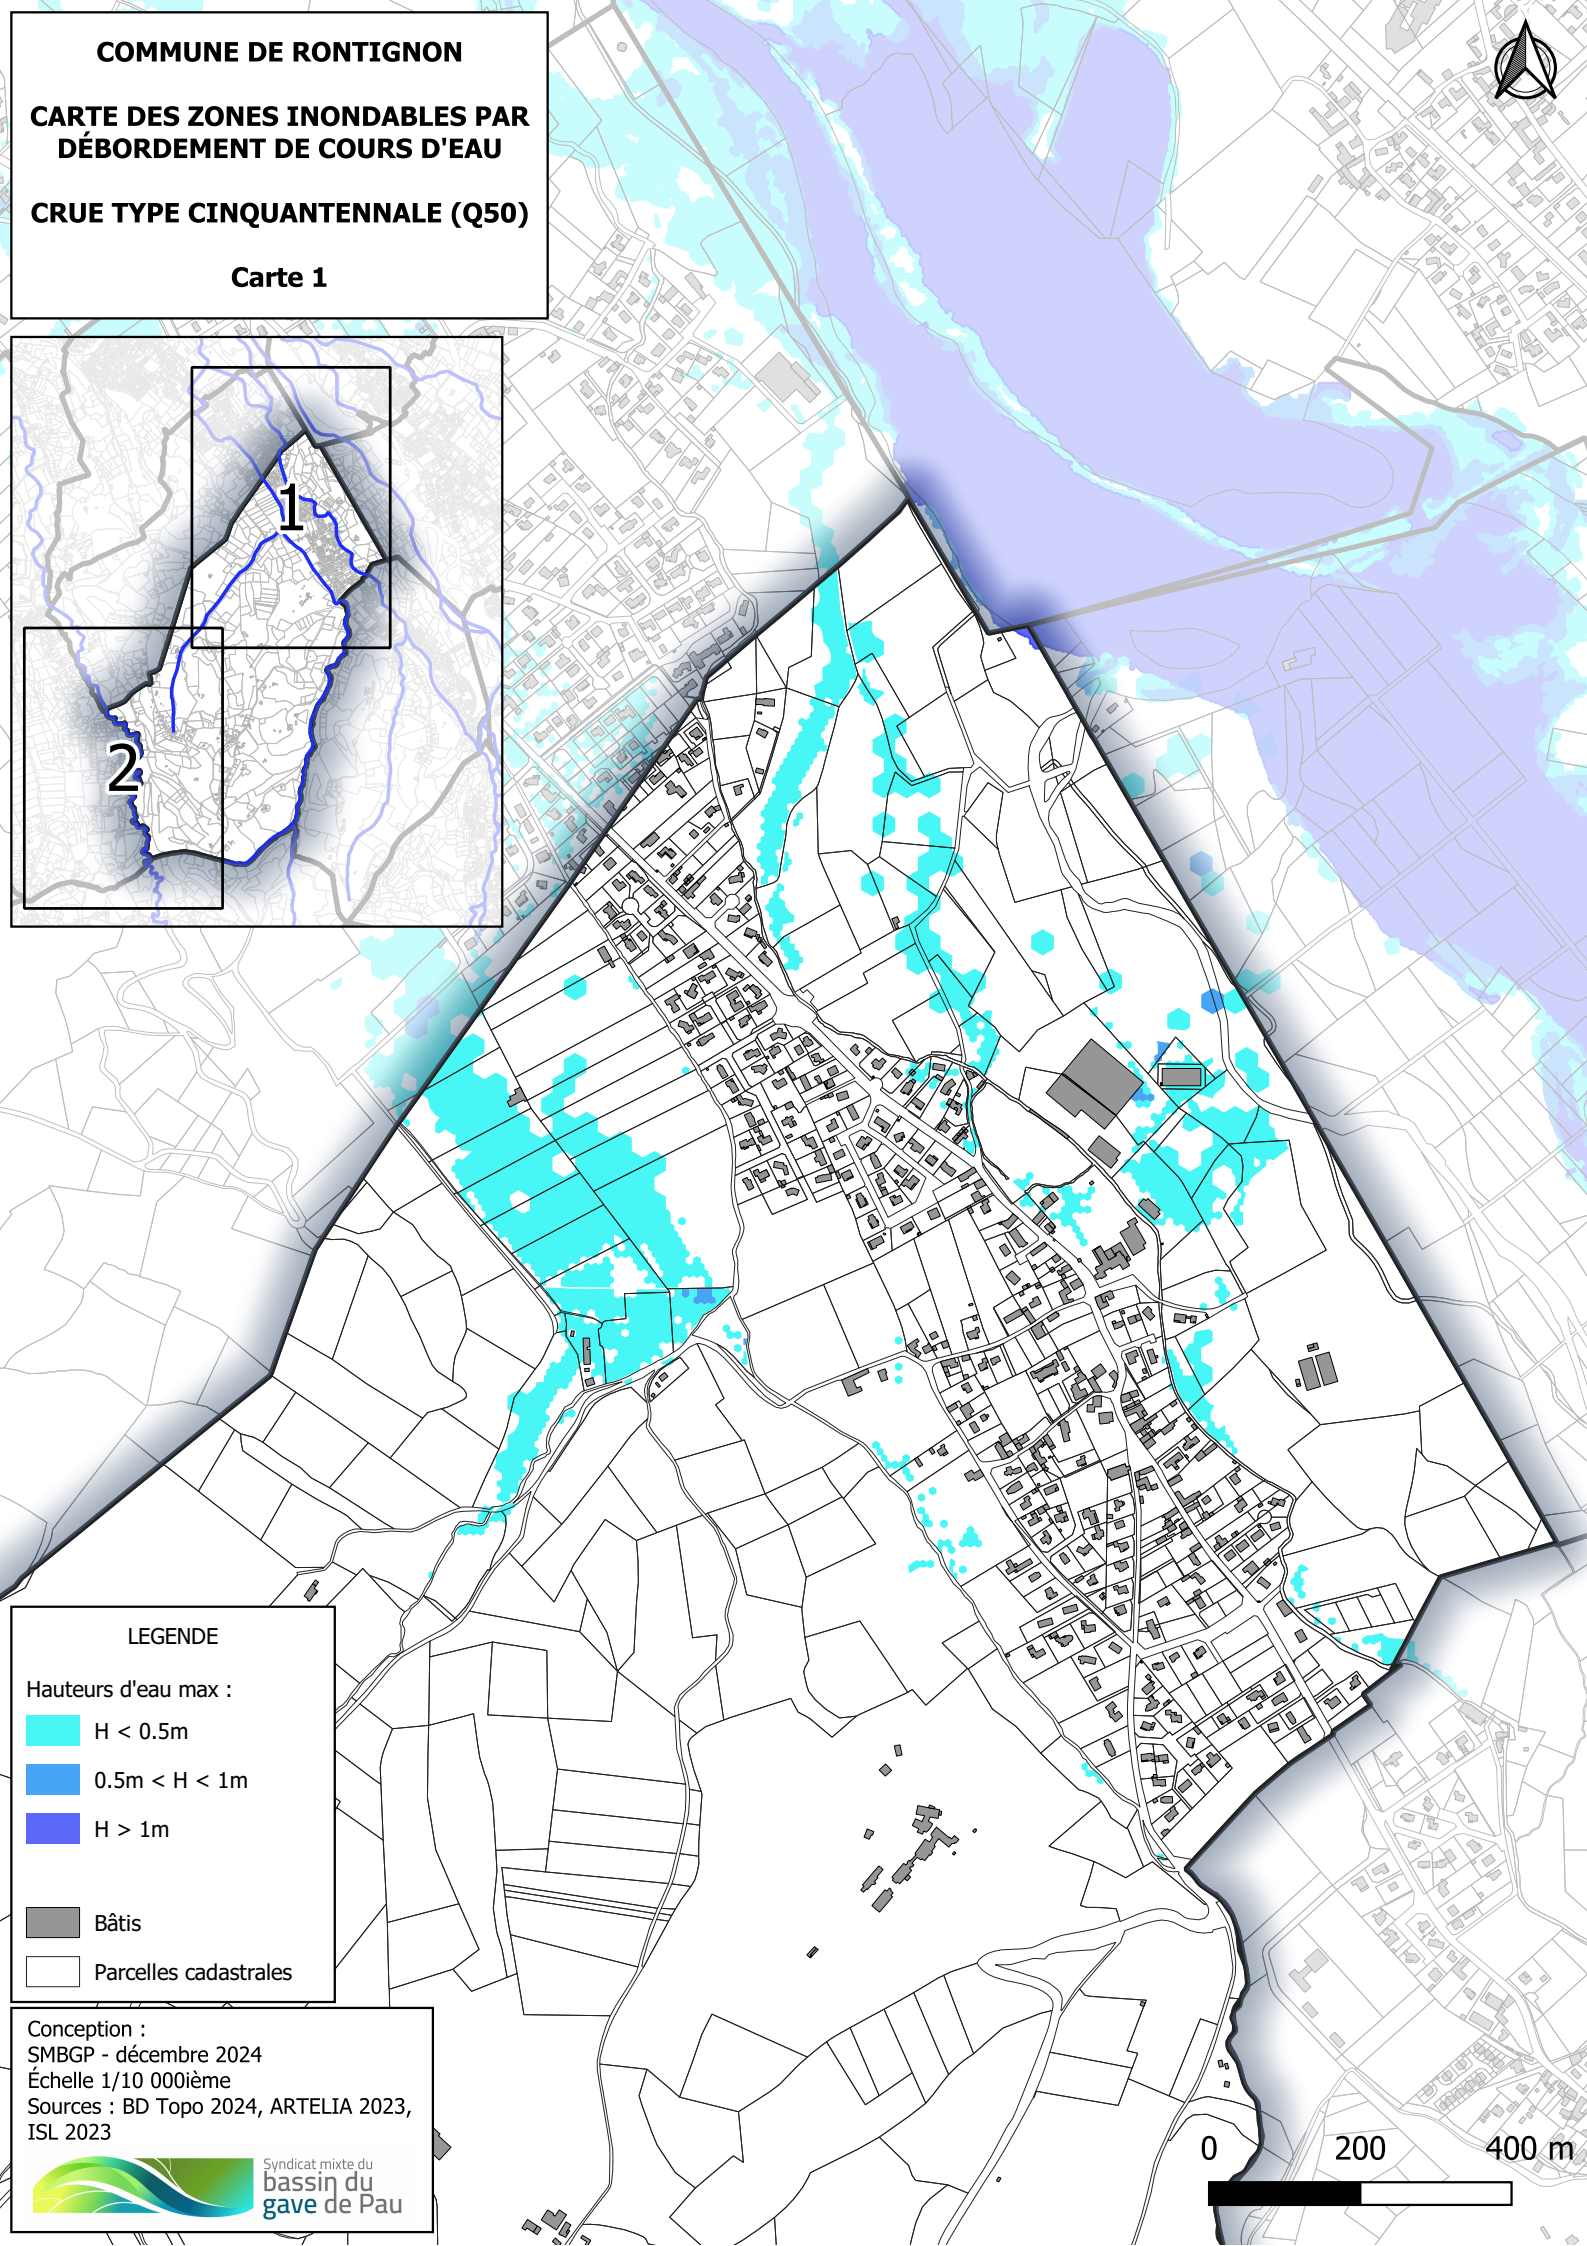 COMMUNE DE RONTIGNON
CARTE DES ZONES INONDABLES PAR
DÉBORDEMENT DE COURS D'EAU
CRUE TYPE CINQUANTENNALE (Q50)
Carte 1
1
2
LEGENDE
Hauteurs d'eau max :
H < 0.5m
0.5m < H < 1m
H > 1m
Bâtis
Parcelles cadastrales
Conception :
SMBGP - décembre 2024
Échelle 1/10 000ième
Sources : BD Topo 2024, ARTELIA 2023,
ISL 2023
Syndicat mixte du
bassin du
gave de Pau
0 200 400 m